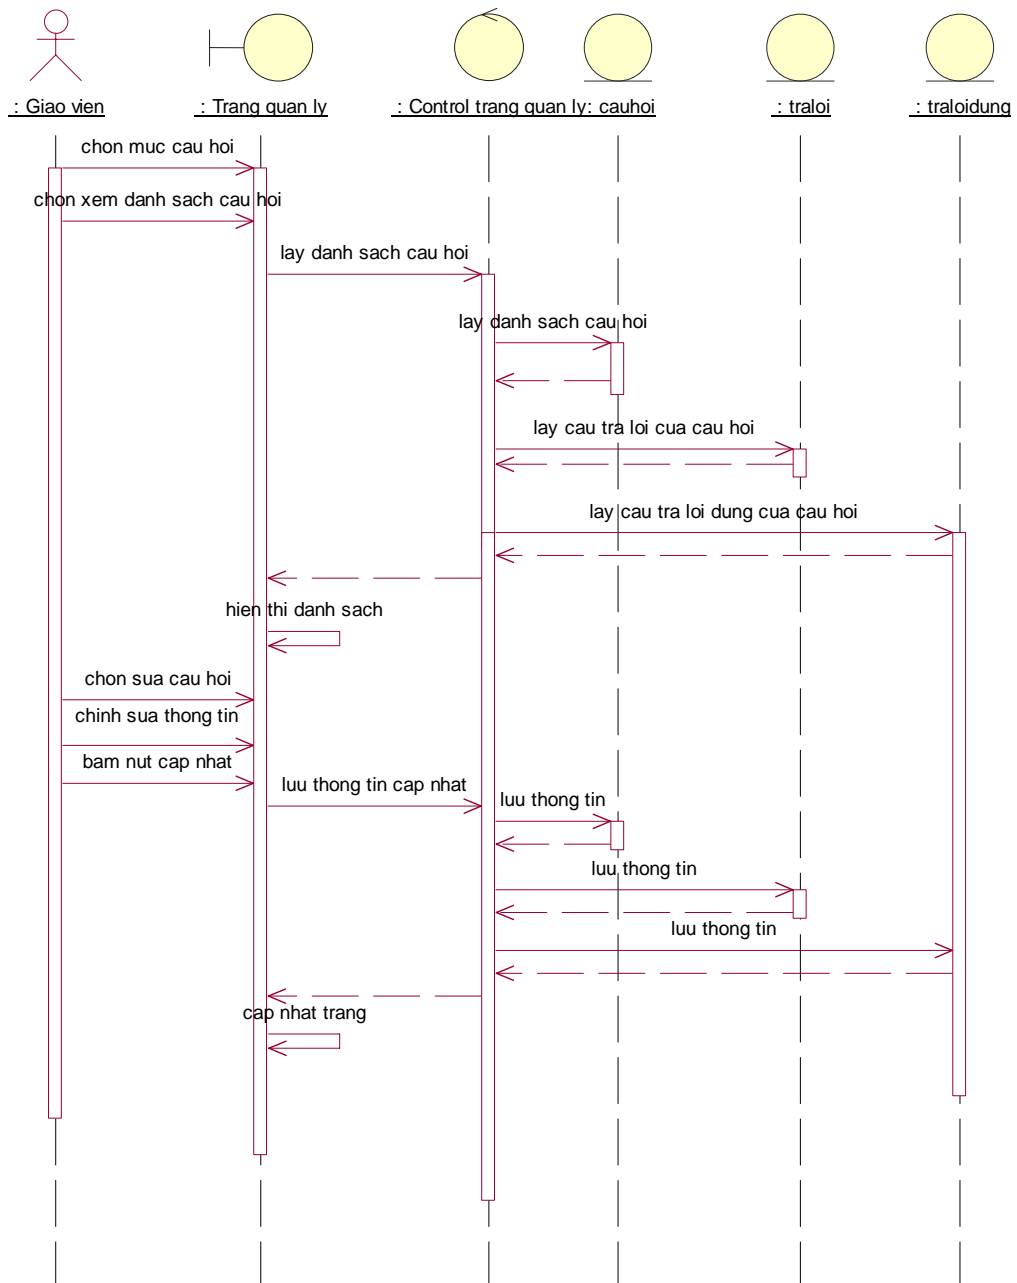 : Giao vien
: Trang quan ly
: Control trang quan ly
: cauhoi
: traloi
: traloidung
chon muc cau hoi
chon xem danh sach cau hoi
lay danh sach cau hoi
lay danh sach cau hoi
lay cau tra loi cua cau hoi
lay cau tra loi dung cua cau hoi
hien thi danh sach
chon sua cau hoi
chinh sua thong tin
bam nut cap nhat
luu thong tin cap nhat
luu thong tin
luu thong tin
luu thong tin
cap nhat trang